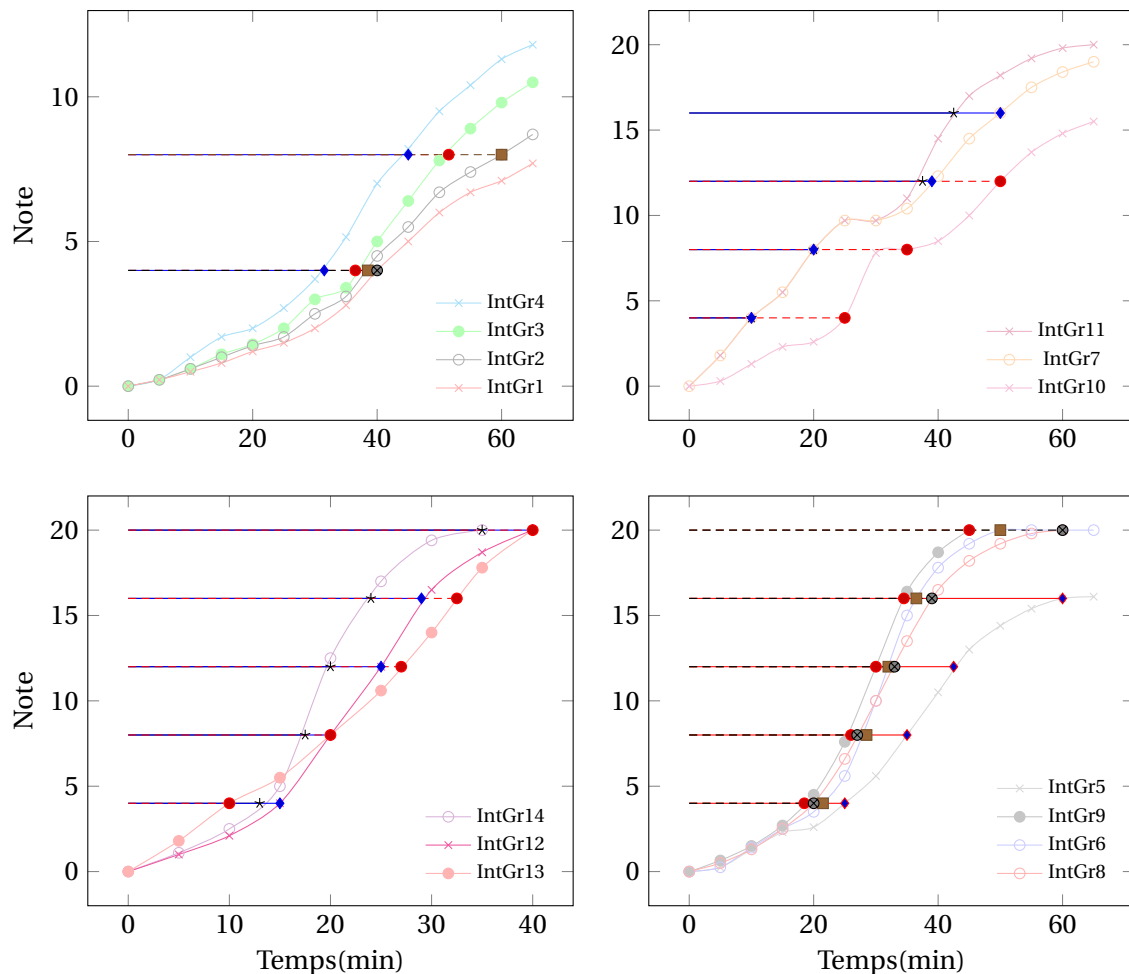 10
5
0
Note
IntGr4
IntGr3
IntGr2
IntGr1
0 20 40 60
20
15
10
5
0
IntGr11
IntGr7
IntGr10
0 20 40 60
20
15
10
5
0
Note
IntGr14
IntGr12
IntGr13
0 10 20 30 40
Temps(min)
20
15
10
5
0
IntGr5
IntGr9
IntGr6
IntGr8
0 20 40 60
Temps(min)